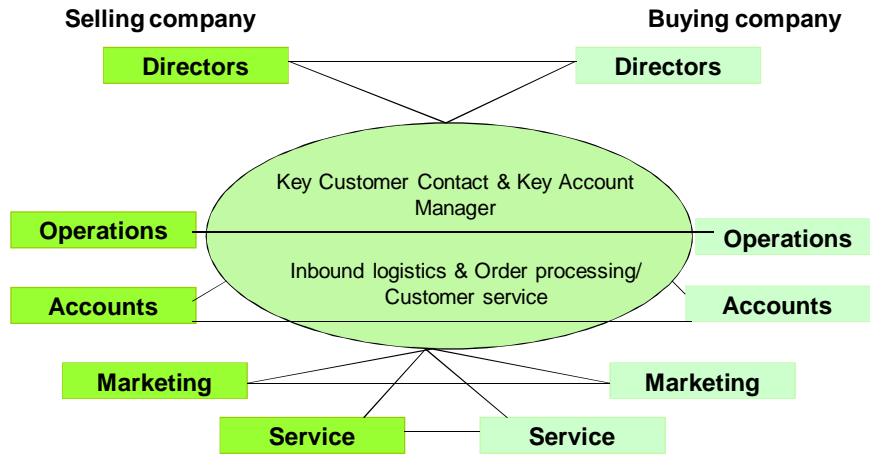 Selling company
Buying company
Directors
Directors
Key Customer Contact & Key Account
Manager
Operations
Operations
Inbound logistics & Order processing/
Customer service
Accounts
Accounts
Marketing
Marketing
Service
Service